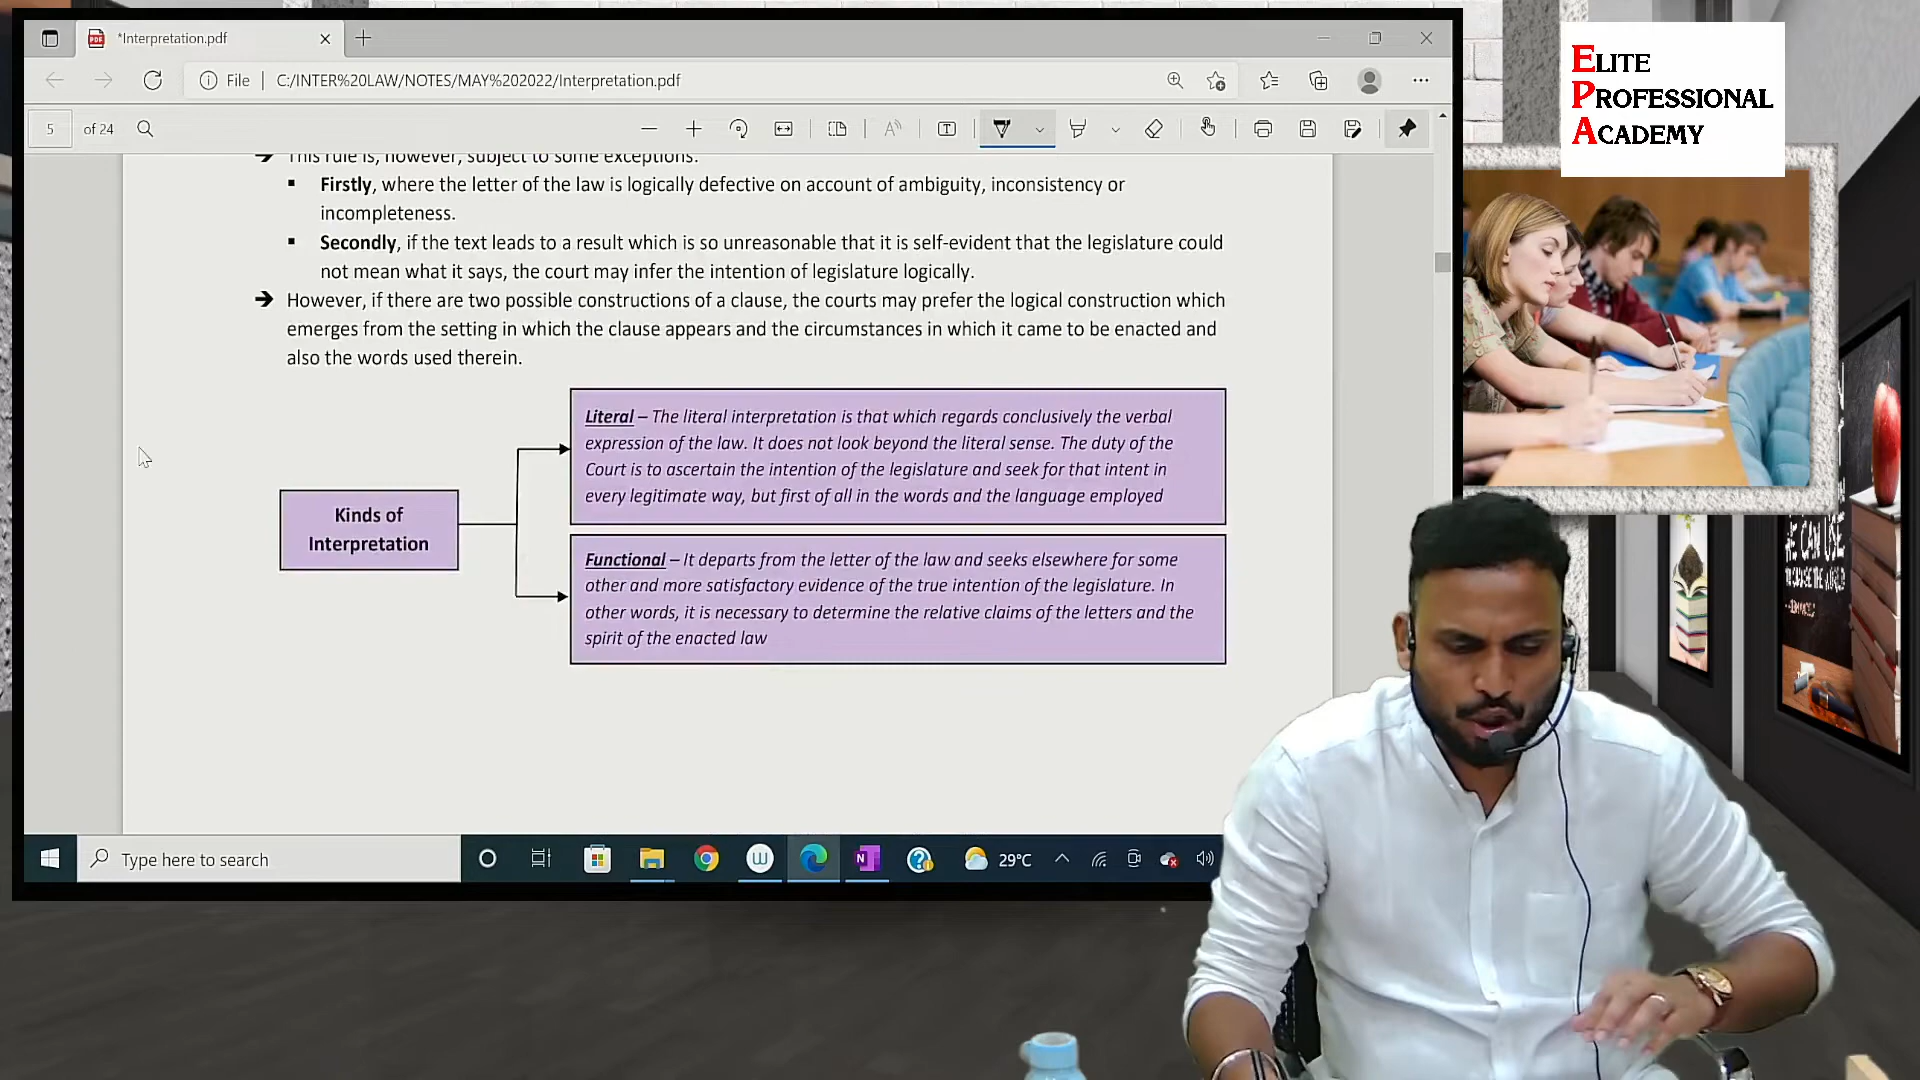 *Interpretation.pdf
File | C:/INTER%20LAW/NOTES/MAY%202022/Interpretation.pdf
5 of 24
➔ This rule is, however, subject to some exceptions.
▪ Firstly, where the letter of the law is logically defective on account of ambiguity, inconsistency or
incompleteness.
▪ Secondly, if the text leads to a result which is so unreasonable that it is self-evident that the legislature could
not mean what it says, the court may infer the intention of legislature logically.
➔ However, if there are two possible constructions of a clause, the courts may prefer the logical construction which
emerges from the setting in which the clause appears and the circumstances in which it came to be enacted and
also the words used therein.
Kinds of
Interpretation
Literal – The literal interpretation is that which regards conclusively the verbal
expression of the law. It does not look beyond the literal sense. The duty of the
Court is to ascertain the intention of the legislature and seek for that intent in
every legitimate way, but first of all in the words and the language employed
Functional – It departs from the letter of the law and seeks elsewhere for some
other and more satisfactory evidence of the true intention of the legislature. In
other words, it is necessary to determine the relative claims of the letters and the
spirit of the enacted law
Type here to search
29°C
ELITE
PROFESSIONAL
ACADEMY
WE CAN USE